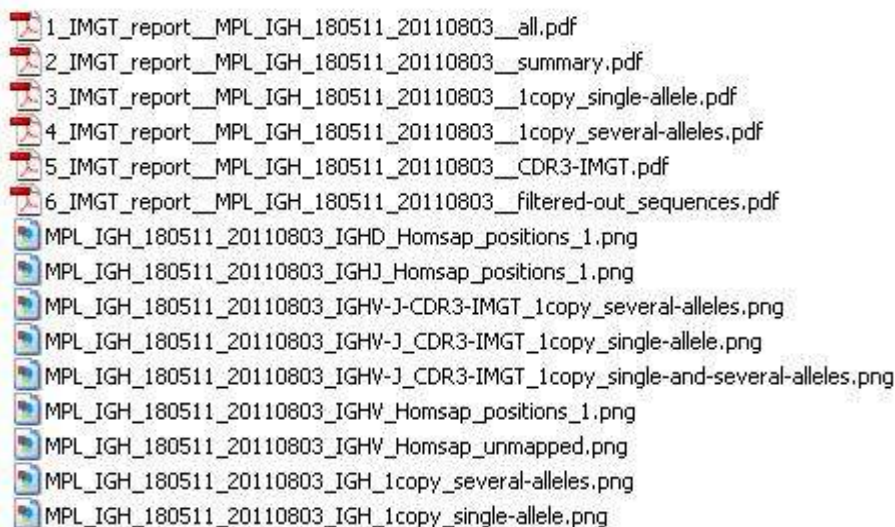 1_IMGT_report__MPL_IGH_180511_20110803__all.pdf
2_IMGT_report__MPL_IGH_180511_20110803__summary.pdf
3_IMGT_report__MPL_IGH_180511_20110803__1copy_single-allele.pdf
4_IMGT_report__MPL_IGH_180511_20110803__1copy_several-alleles.pdf
5_IMGT_report__MPL_IGH_180511_20110803__CDR3-IMGT.pdf
6_IMGT_report__MPL_IGH_180511_20110803__filtered-out_sequences.pdf
MPL_IGH_180511_20110803_IGHD_Homsap_positions_1.png
MPL_IGH_180511_20110803_IGHJ_Homsap_positions_1.png
MPL_IGH_180511_20110803_IGHV-J-CDR3-IMGT_1copy_several-alleles.png
MPL_IGH_180511_20110803_IGHV-J_CDR3-IMGT_1copy_single-allele.png
MPL_IGH_180511_20110803_IGHV-J_CDR3-IMGT_1copy_single-and-several-alleles.png
MPL_IGH_180511_20110803_IGHV_Homsap_positions_1.png
MPL_IGH_180511_20110803_IGHV_Homsap_unmapped.png
MPL_IGH_180511_20110803_IGH_1copy_several-alleles.png
MPL_IGH_180511_20110803_IGH_1copy_single-allele.png